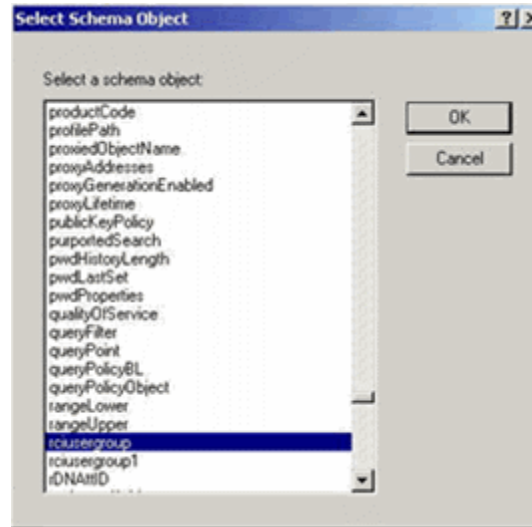 Select Schema Object
Select a schema object:
productCode
profilePath
proxiedObjectName
proxyAddresses
proxyGenerationEnabled
proxyLifetime
publicKeyPolicy
purportedSearch
pwdHistoryLength
pwdLastSet
pwdProperties
qualityOfService
queryFilter
queryPoint
queryPolicyBL
queryPolicyObject
rangeLower
rangeUpper
rciusergroup
rciusergroup1
rDNAttID
OK
Cancel